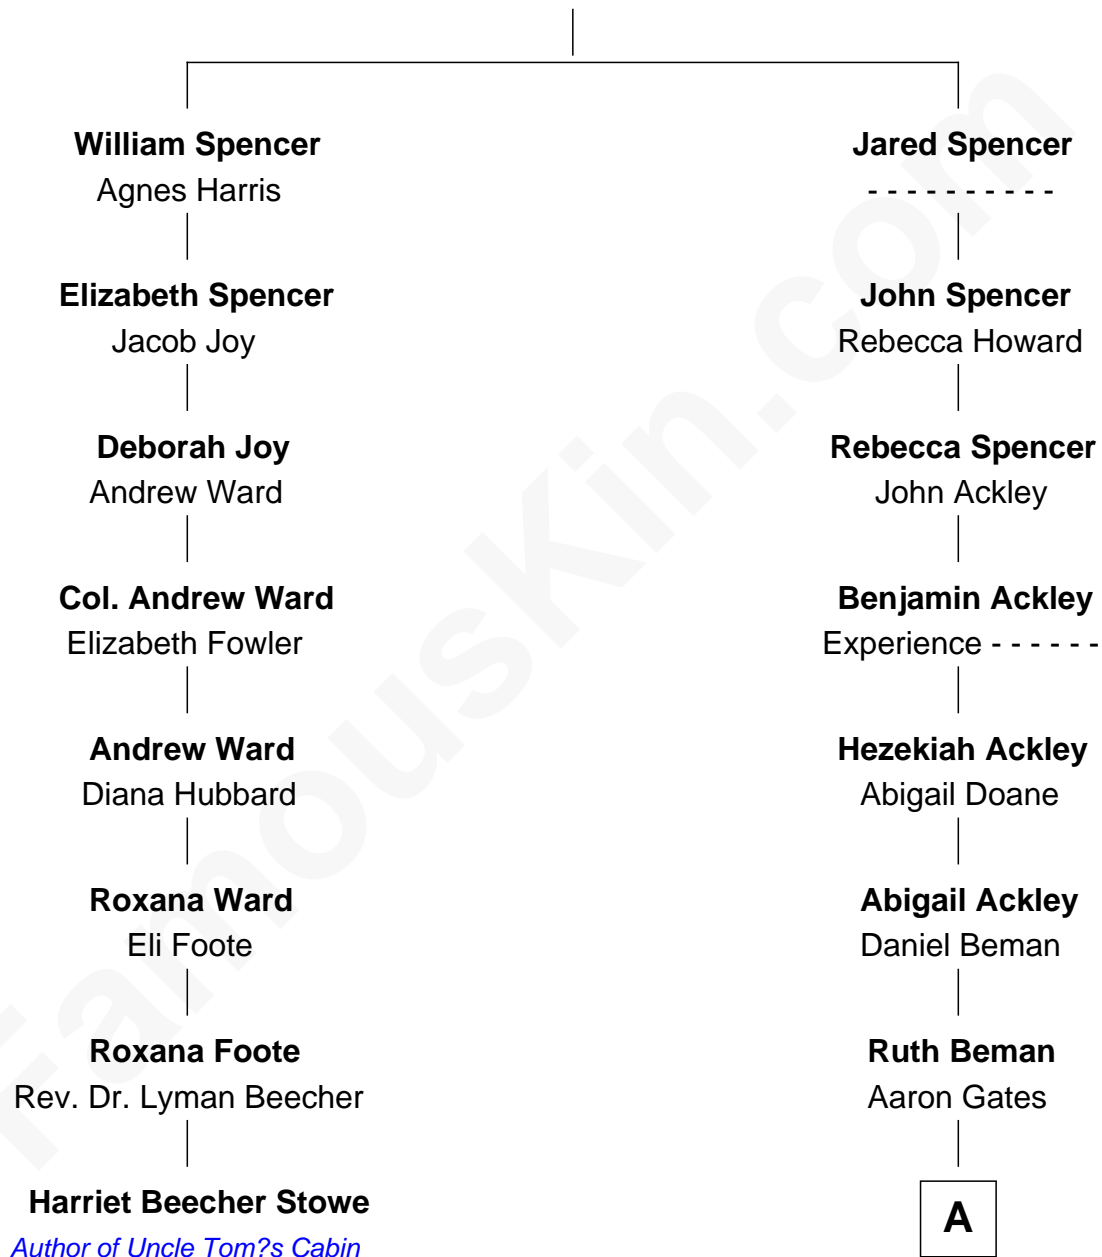 William Spencer
Agnes Harris
Elizabeth Spencer
Jacob Joy
Deborah Joy
Andrew Ward
Col. Andrew Ward
Elizabeth Fowler
Andrew Ward
Diana Hubbard
Roxana Ward
Eli Foote
Roxana Foote
Rev. Dr. Lyman Beecher
Harriet Beecher Stowe
Author of Uncle Tom?s Cabin
Jared Spencer
- - - - - - - - - -
John Spencer
Rebecca Howard
Rebecca Spencer
John Ackley
Benjamin Ackley
Experience - - - - - -
Hezekiah Ackley
Abigail Doane
Abigail Ackley
Daniel Beman
Ruth Beman
Aaron Gates
A
FamousKin.com